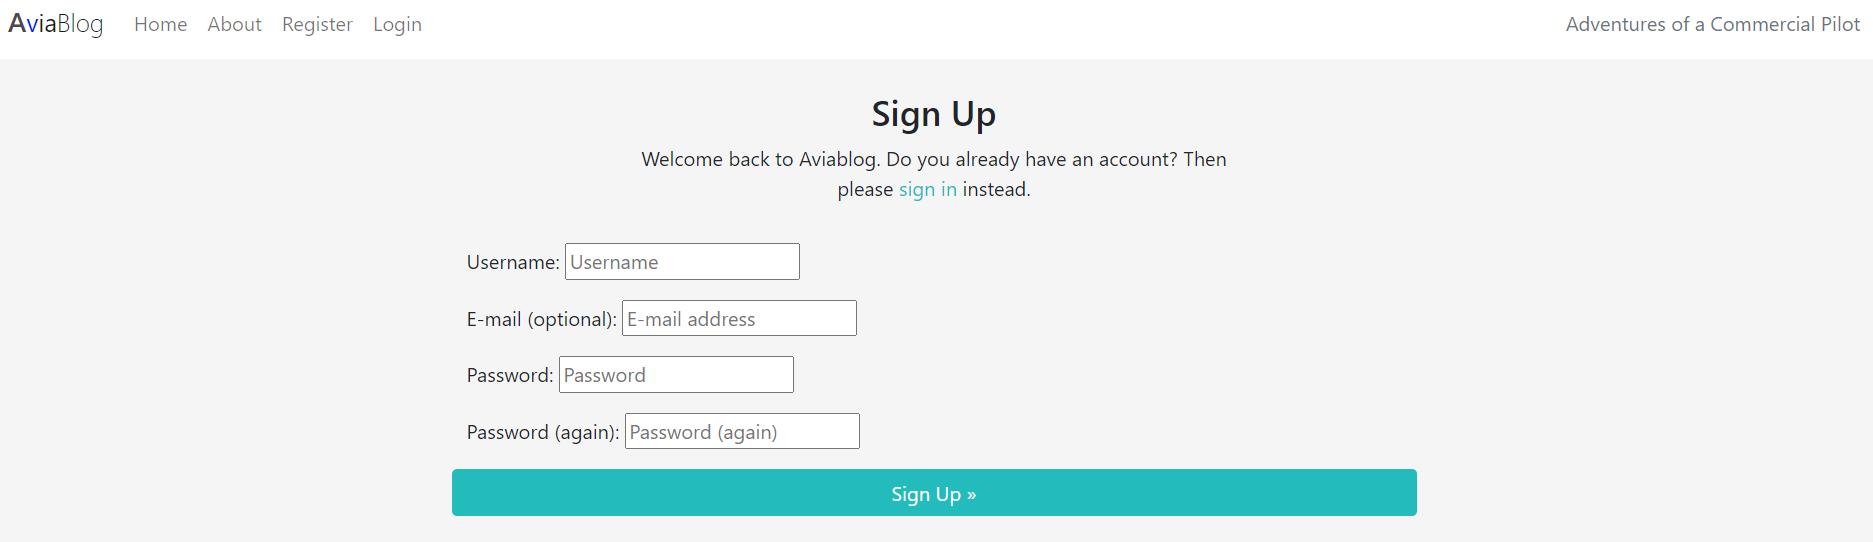 AviaBlog Home About Register Login Adventures of a Commercial Pilot
Sign Up
Welcome back to Aviablog. Do you already have an account? Then
please sign in instead.
Username: Username
E-mail (optional): E-mail address
Password: Password
Password (again): Password (again)
Sign Up »